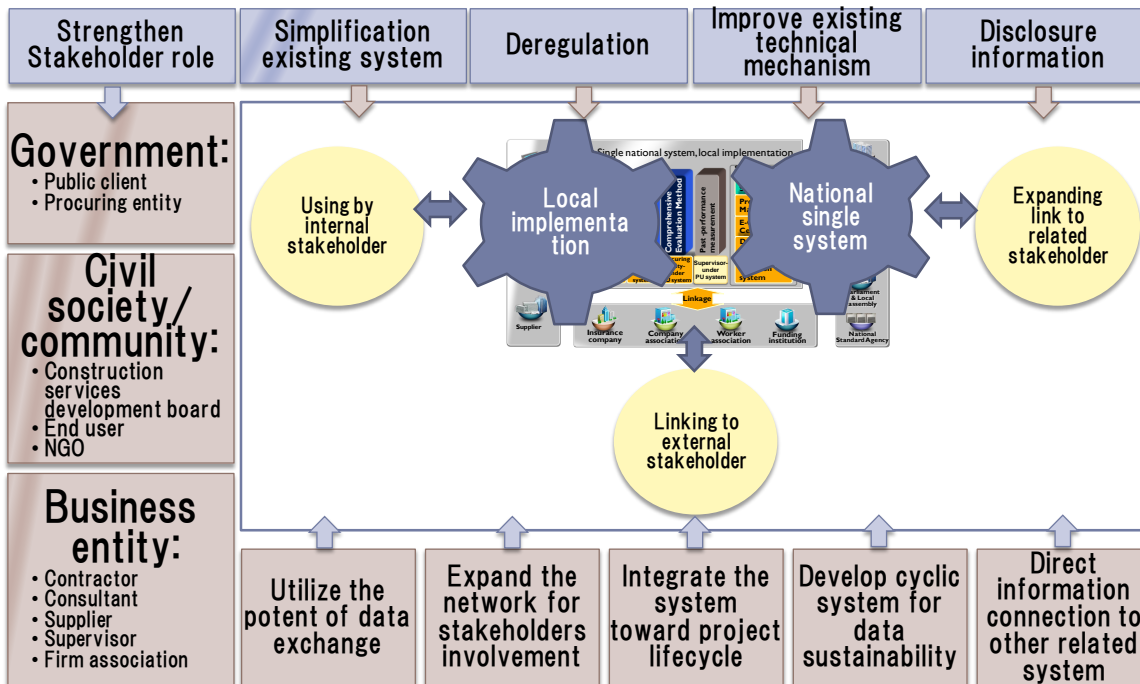 Strengthen
Stakeholder role
Simplification
existing system
Deregulation
Improve existing
technical
mechanism
Disclosure
information
Government:
• Public client
• Procuring entity
Civil
society/
community:
• Construction
services
development board
• End user
• NGO
Business
entity:
• Contractor
• Consultant
• Supplier
• Supervisor
• Firm association
Using by
internal
stakeholder
Local
implementa
tion
Single national system, local implementation
Comprehensive
Evaluation Method
Past-performance
measurement
Supervisor-
under
PU system
system
Linkage
Supplier
Insurance
company
Company
association
Worker
association
Funding
institution
& Local
assembly
National
Standard Agency
National
single
system
Expanding
link to
related
stakeholder
Linking to
external
stakeholder
Utilize the
potent of data
exchange
Expand the
network for
stakeholders
involvement
Integrate the
system
toward project
lifecycle
Develop cyclic
system for
data
sustainability
Direct
information
connection to
other related
system